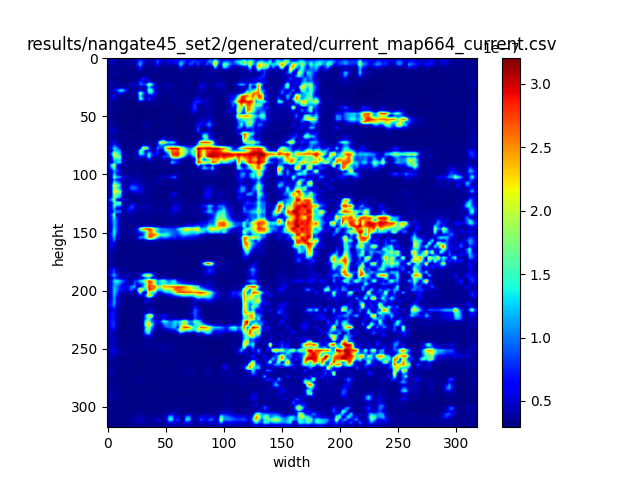 results/nangate45_set2/generated/current_map664_current.csv
1e−7
0
50
100
150
200
250
300
height
0 50 100 150 200 250 300
width
3.0
2.5
2.0
1.5
1.0
0.5